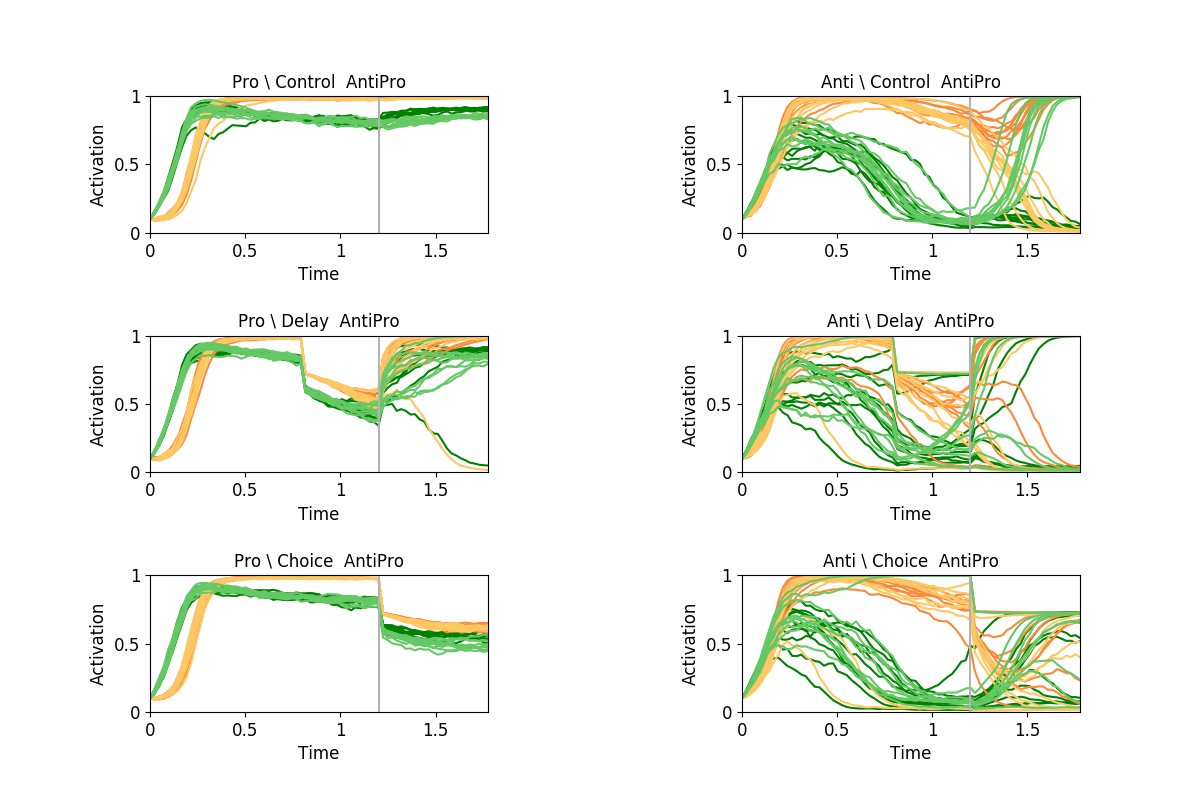 Pro \ Control  AntiPro
Activation
1
0.5
0
0
0.5
1
1.5
Time
Anti \ Control  AntiPro
Activation
1
0.5
0
0
0.5
1
1.5
Time
Pro \ Delay  AntiPro
Activation
1
0.5
0
0
0.5
1
1.5
Time
Anti \ Delay  AntiPro
Activation
1
0.5
0
0
0.5
1
1.5
Time
Pro \ Choice  AntiPro
Activation
1
0.5
0
0
0.5
1
1.5
Time
Anti \ Choice  AntiPro
Activation
1
0.5
0
0
0.5
1
1.5
Time